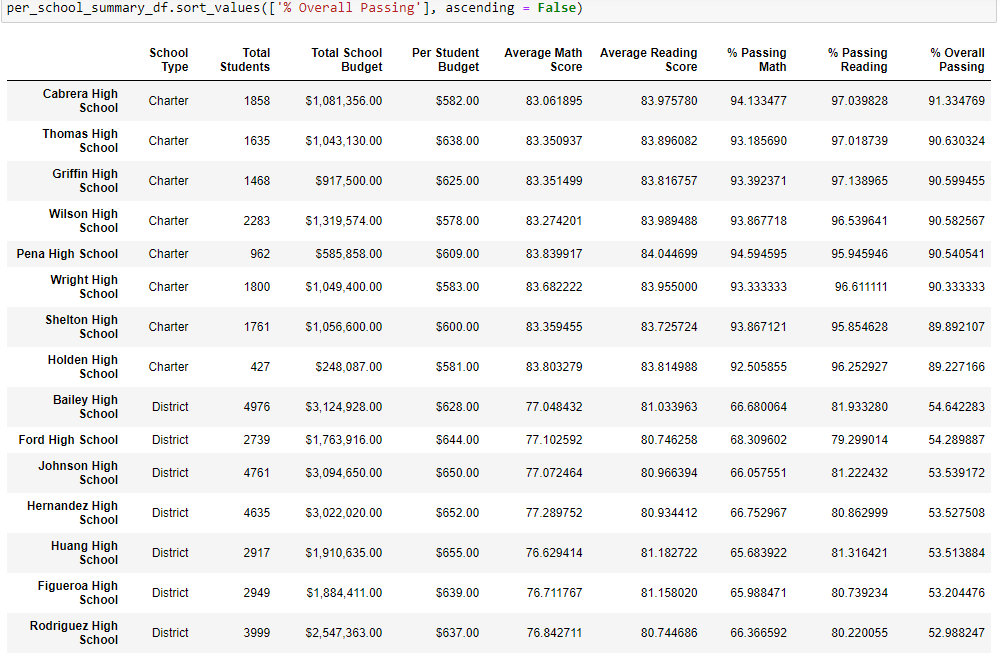 per_school_summary_df.sort_values(['% Overall Passing'], ascending = False)
School Type Total Students Total School Budget Per Student Budget Average Math Score Average Reading Score % Passing Math % Passing Reading % Overall Passing
Cabrera High School Charter 1858 $1,081,356.00 $582.00 83.061895 83.975780 94.133477 97.039828 91.334769
Thomas High School Charter 1635 $1,043,130.00 $638.00 83.350937 83.896082 93.185690 97.018739 90.630324
Griffin High School Charter 1468 $917,500.00 $625.00 83.351499 83.816757 93.392371 97.138965 90.599455
Wilson High School Charter 2283 $1,319,574.00 $578.00 83.274201 83.989488 93.867718 96.539641 90.582567
Pena High School Charter 962 $585,858.00 $609.00 83.839917 84.044699 94.594595 95.945946 90.540541
Wright High School Charter 1800 $1,049,400.00 $583.00 83.682222 83.955000 93.333333 96.611111 90.333333
Shelton High School Charter 1761 $1,056,600.00 $600.00 83.359455 83.725724 93.867121 95.854628 89.892107
Holden High School Charter 427 $248,087.00 $581.00 83.803279 83.814988 92.505855 96.252927 89.227166
Bailey High School District 4976 $3,124,928.00 $628.00 77.048432 81.033963 66.680064 81.933280 54.642283
Ford High School District 2739 $1,763,916.00 $644.00 77.102592 80.746258 68.309602 79.299014 54.289887
Johnson High School District 4761 $3,094,650.00 $650.00 77.072464 80.966394 66.057551 81.222432 53.539172
Hernandez High School District 4635 $3,022,020.00 $652.00 77.289752 80.934412 66.752967 80.862999 53.527508
Huang High School District 2917 $1,910,635.00 $655.00 76.629414 81.182722 65.683922 81.316421 53.513884
Figueroa High School District 2949 $1,884,411.00 $639.00 76.711767 81.158020 65.988471 80.739234 53.204476
Rodriguez High School District 3999 $2,547,363.00 $637.00 76.842711 80.744686 66.366592 80.220055 52.988247